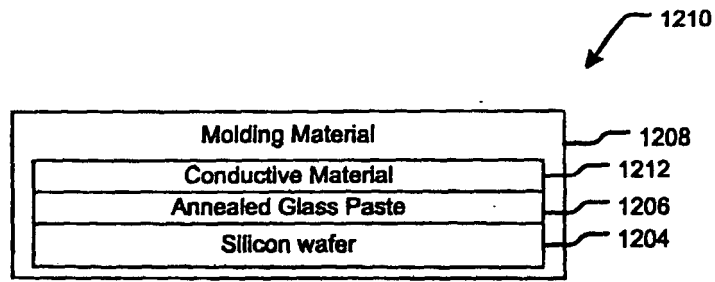 1210
Molding Material
1208
Conductive Material
1212
Annealed Glass Paste
1206
Silicon wafer
1204